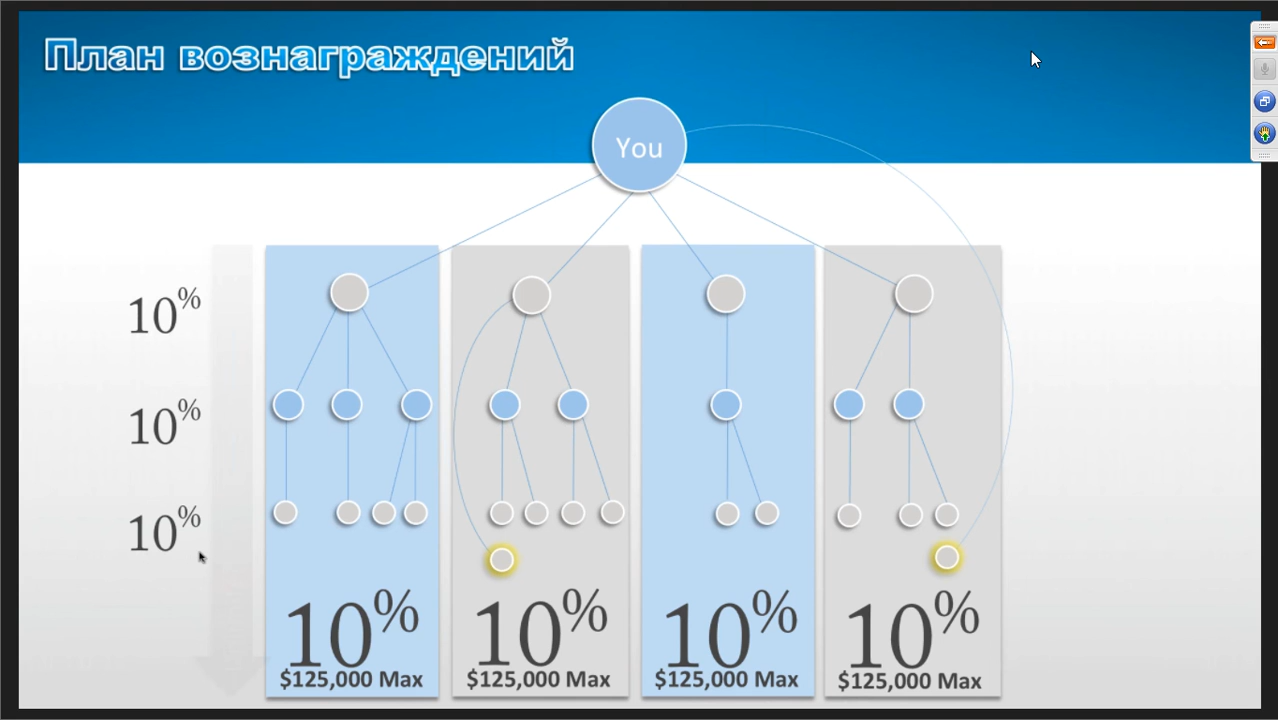 План вознаграждений
You
10%
10%
10%
10% 10% 10% 10%
$125,000 Max $125,000 Max $125,000 Max $125,000 Max